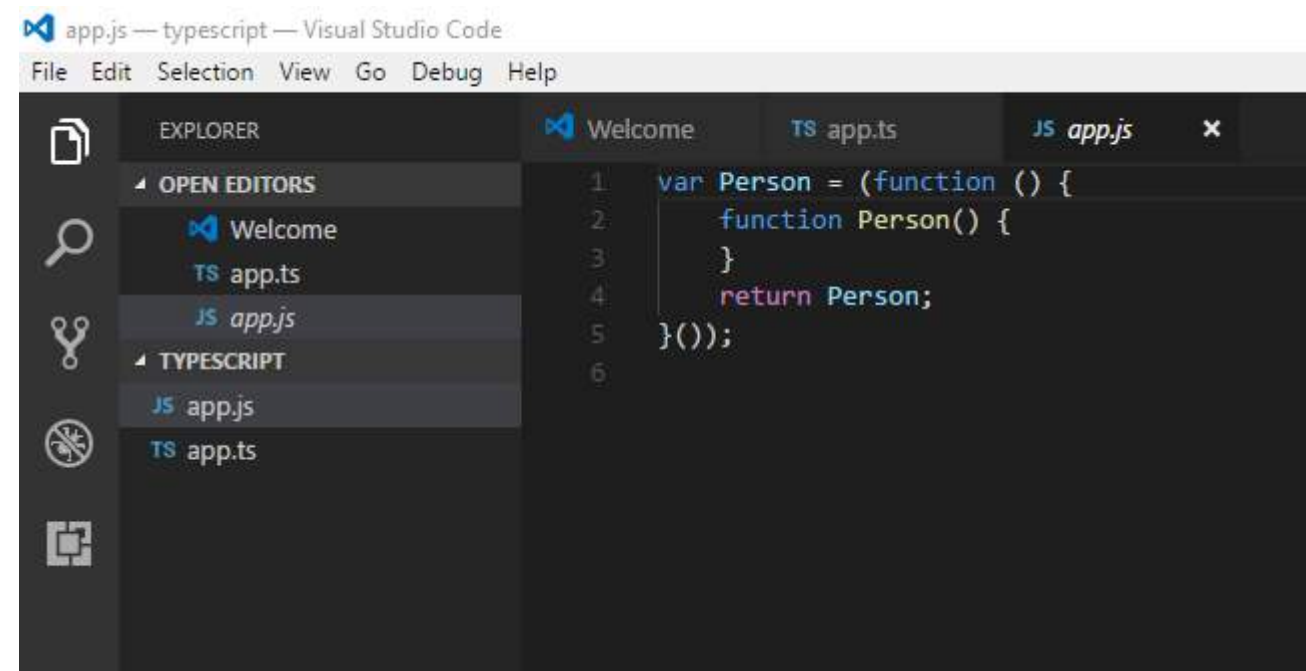 app.js — typescript — Visual Studio Code
File Edit Selection View Go Debug Help
EXPLORER
OPEN EDITORS
Welcome
TS app.ts
JS app.js
TYPESCRIPT
JS app.js
TS app.ts
Welcome TS app.ts JS app.js ×
1 var Person = (function () {
2     function Person() {
3     }
4     return Person;
5 }());
6